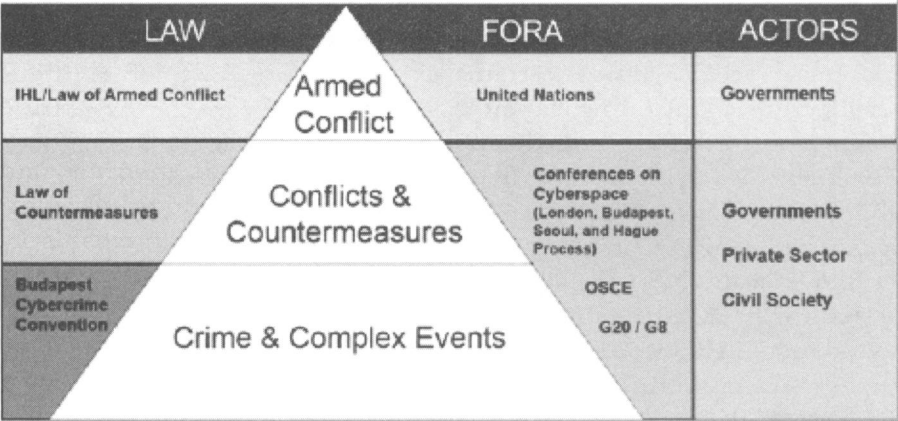 LAW
FORA
ACTORS
IHL/Law of Armed Conflict
Armed
Conflict
United Nations
Governments
Law of
Countermeasures
Conflicts &
Countermeasures
Conferences on
Cyberspace
(London, Budapest,
Seoul, and Hague
Process)
OSCE
G20 / G8
Governments
Private Sector
Civil Society
Budapest
Cybercrime
Convention
Crime & Complex Events